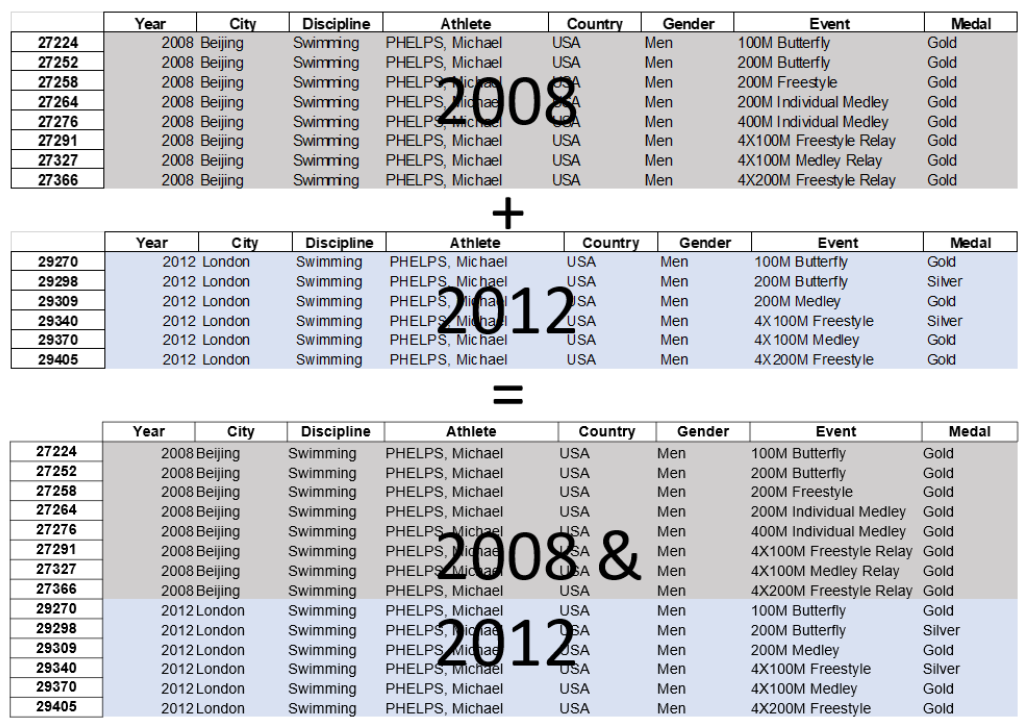 Year City Discipline Athlete Country Gender Event Medal
27224 2008 Beijing Swimming PHELPS, Michael USA Men 100M Butterfly Gold
27252 2008 Beijing Swimming PHELPS, Michael USA Men 200M Butterfly Gold
27258 2008 Beijing Swimming PHELPS, Michael USA Men 200M Freestyle Gold
27264 2008 Beijing Swimming PHELPS, Michael USA Men 200M Individual Medley Gold
27276 2008 Beijing Swimming PHELPS, Michael USA Men 400M Individual Medley Gold
27291 2008 Beijing Swimming PHELPS, Michael USA Men 4X100M Freestyle Relay Gold
27327 2008 Beijing Swimming PHELPS, Michael USA Men 4X100M Medley Relay Gold
27366 2008 Beijing Swimming PHELPS, Michael USA Men 4X200M Freestyle Relay Gold
2008
+
Year City Discipline Athlete Country Gender Event Medal
29270 2012 London Swimming PHELPS, Michael USA Men 100M Butterfly Gold
29298 2012 London Swimming PHELPS, Michael USA Men 200M Butterfly Silver
29309 2012 London Swimming PHELPS, Michael USA Men 200M Medley Gold
29340 2012 London Swimming PHELPS, Michael USA Men 4X100M Freestyle Silver
29370 2012 London Swimming PHELPS, Michael USA Men 4X100M Medley Gold
29405 2012 London Swimming PHELPS, Michael USA Men 4X200M Freestyle Gold
2012
=
Year City Discipline Athlete Country Gender Event Medal
27224 2008 Beijing Swimming PHELPS, Michael USA Men 100M Butterfly Gold
27252 2008 Beijing Swimming PHELPS, Michael USA Men 200M Butterfly Gold
27258 2008 Beijing Swimming PHELPS, Michael USA Men 200M Freestyle Gold
27264 2008 Beijing Swimming PHELPS, Michael USA Men 200M Individual Medley Gold
27276 2008 Beijing Swimming PHELPS, Michael USA Men 400M Individual Medley Gold
27291 2008 Beijing Swimming PHELPS, Michael USA Men 4X100M Freestyle Relay Gold
27327 2008 Beijing Swimming PHELPS, Michael USA Men 4X100M Medley Relay Gold
27366 2008 Beijing Swimming PHELPS, Michael USA Men 4X200M Freestyle Relay Gold
29270 2012 London Swimming PHELPS, Michael USA Men 100M Butterfly Gold
29298 2012 London Swimming PHELPS, Michael USA Men 200M Butterfly Silver
29309 2012 London Swimming PHELPS, Michael USA Men 200M Medley Gold
29340 2012 London Swimming PHELPS, Michael USA Men 4X100M Freestyle Silver
29370 2012 London Swimming PHELPS, Michael USA Men 4X100M Medley Gold
29405 2012 London Swimming PHELPS, Michael USA Men 4X200M Freestyle Gold
2008 &
2012